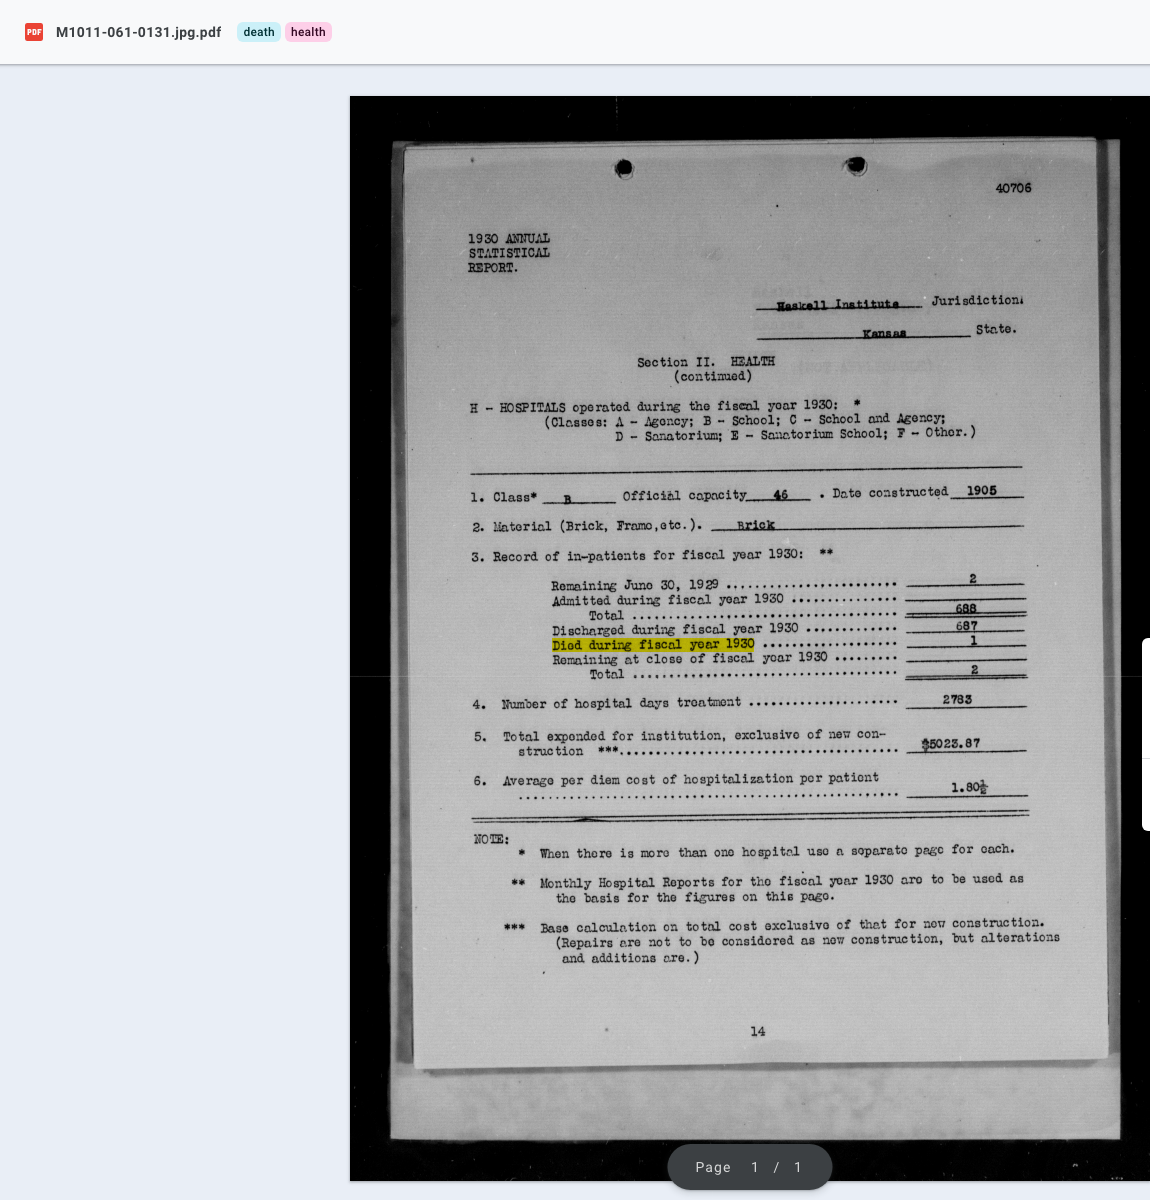 PDF M1011-061-0131.jpg.pdf death health
40706
1930 ANNUAL
STATISTICAL
REPORT.
Haskell Institute Jurisdiction.
Kansas State.
Section II. HEALTH
(continued)
H - HOSPITALS operated during the fiscal year 1930: *
(Classes: A - Agency; B - School; C - School and Agency;
D - Sanatorium; E - Sanatorium School; F - Other.)
1. Class* B Official capacity 46 . Date constructed 1905
2. Material (Brick, Frame,etc.). Brick
3. Record of in-patients for fiscal year 1930: **
Remaining June 30, 1929 ........................ 2
Admitted during fiscal year 1930 ...............
Total .................................... 688
Discharged during fiscal year 1930 ............. 687
Died during fiscal year 1930 ................... 1
Remaining at close of fiscal year 1930 .........
Total .................................... 2
4. Number of hospital days treatment ..................... 2783
5. Total expended for institution, exclusive of new con-
struction ***...................................... $5023.87
6. Average per diem cost of hospitalization per patient
.................................................... 1.80½
NOTE:
* When there is more than one hospital use a separate page for each.
** Monthly Hospital Reports for the fiscal year 1930 are to be used as
the basis for the figures on this page.
*** Base calculation on total cost exclusive of that for new construction.
(Repairs are not to be considered as new construction, but alterations
and additions are.)
14
Page 1 / 1